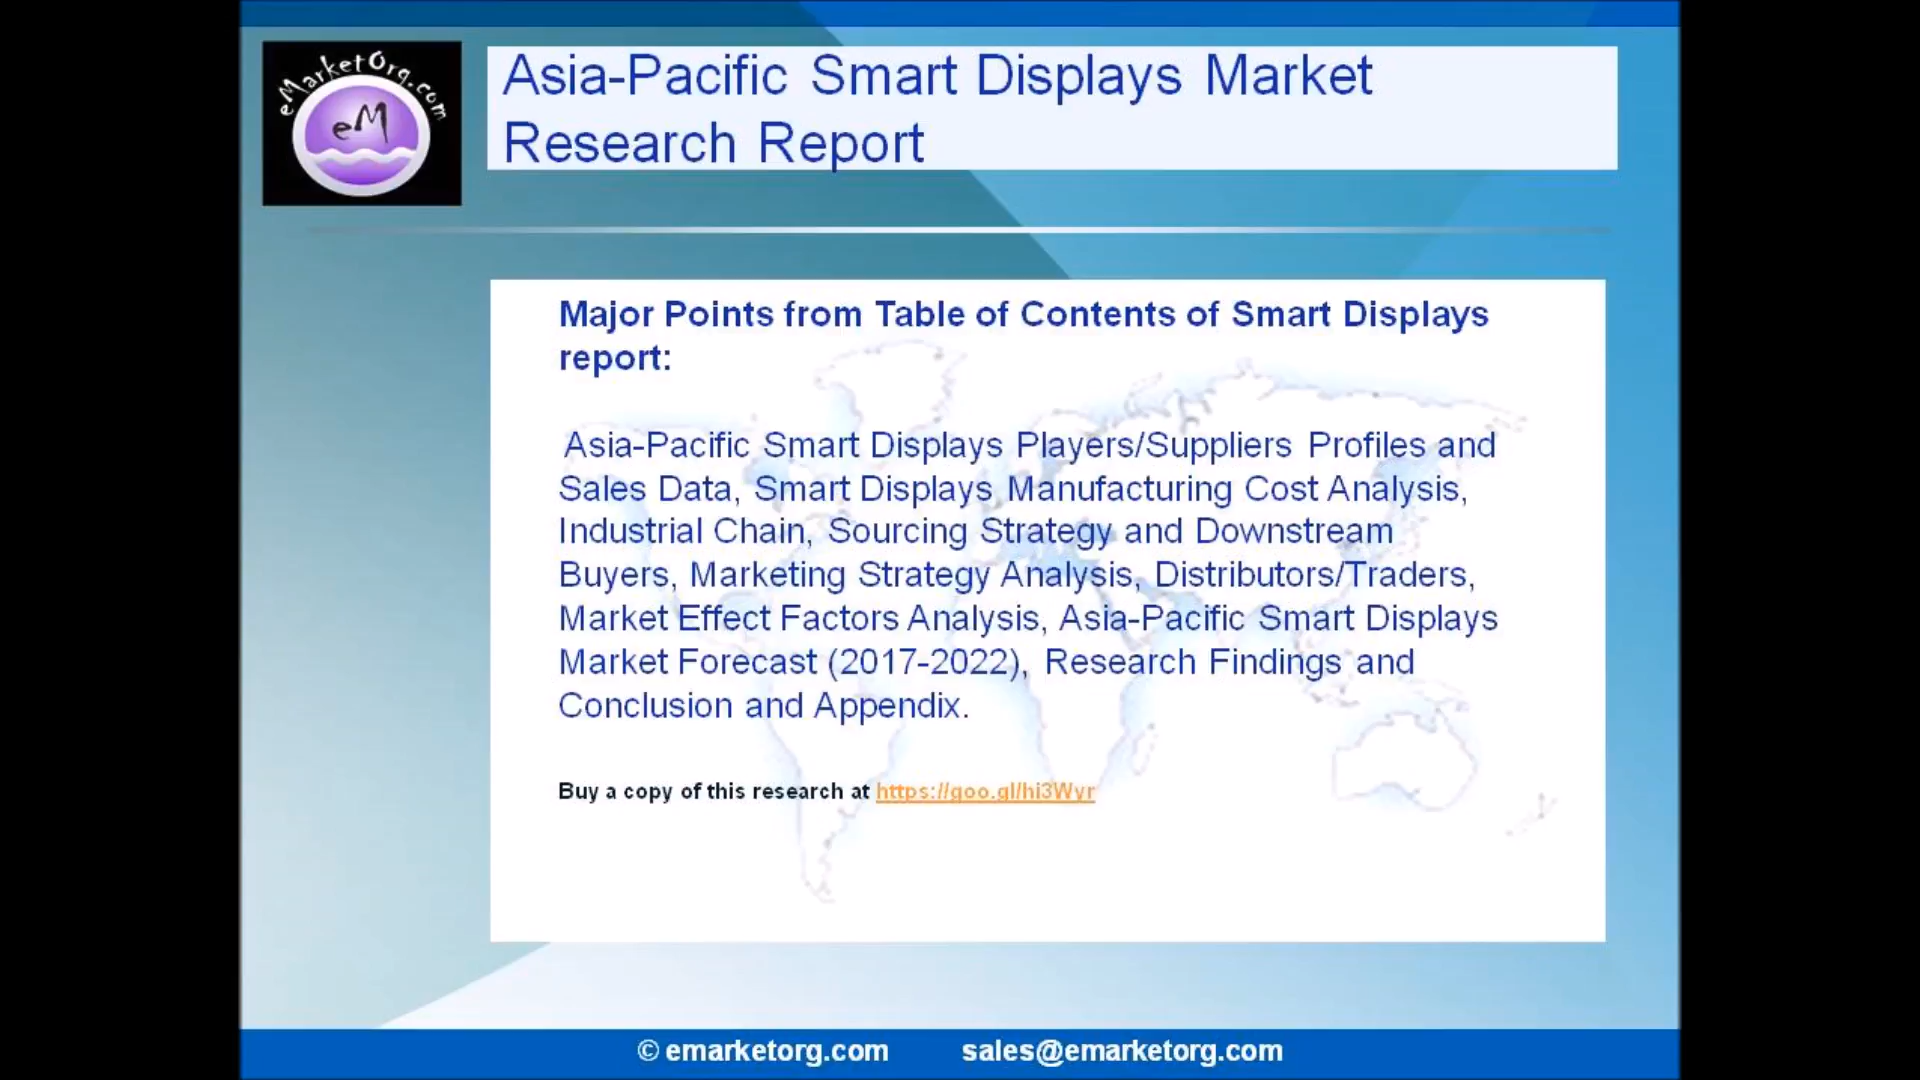 eMarketOrg.com
eM
Asia-Pacific Smart Displays Market
Research Report
Major Points from Table of Contents of Smart Displays
report:
Asia-Pacific Smart Displays Players/Suppliers Profiles and
Sales Data, Smart Displays Manufacturing Cost Analysis,
Industrial Chain, Sourcing Strategy and Downstream
Buyers, Marketing Strategy Analysis, Distributors/Traders,
Market Effect Factors Analysis, Asia-Pacific Smart Displays
Market Forecast (2017-2022), Research Findings and
Conclusion and Appendix.
Buy a copy of this research at https://goo.gl/hi3Wyr
© emarketorg.com sales@emarketorg.com